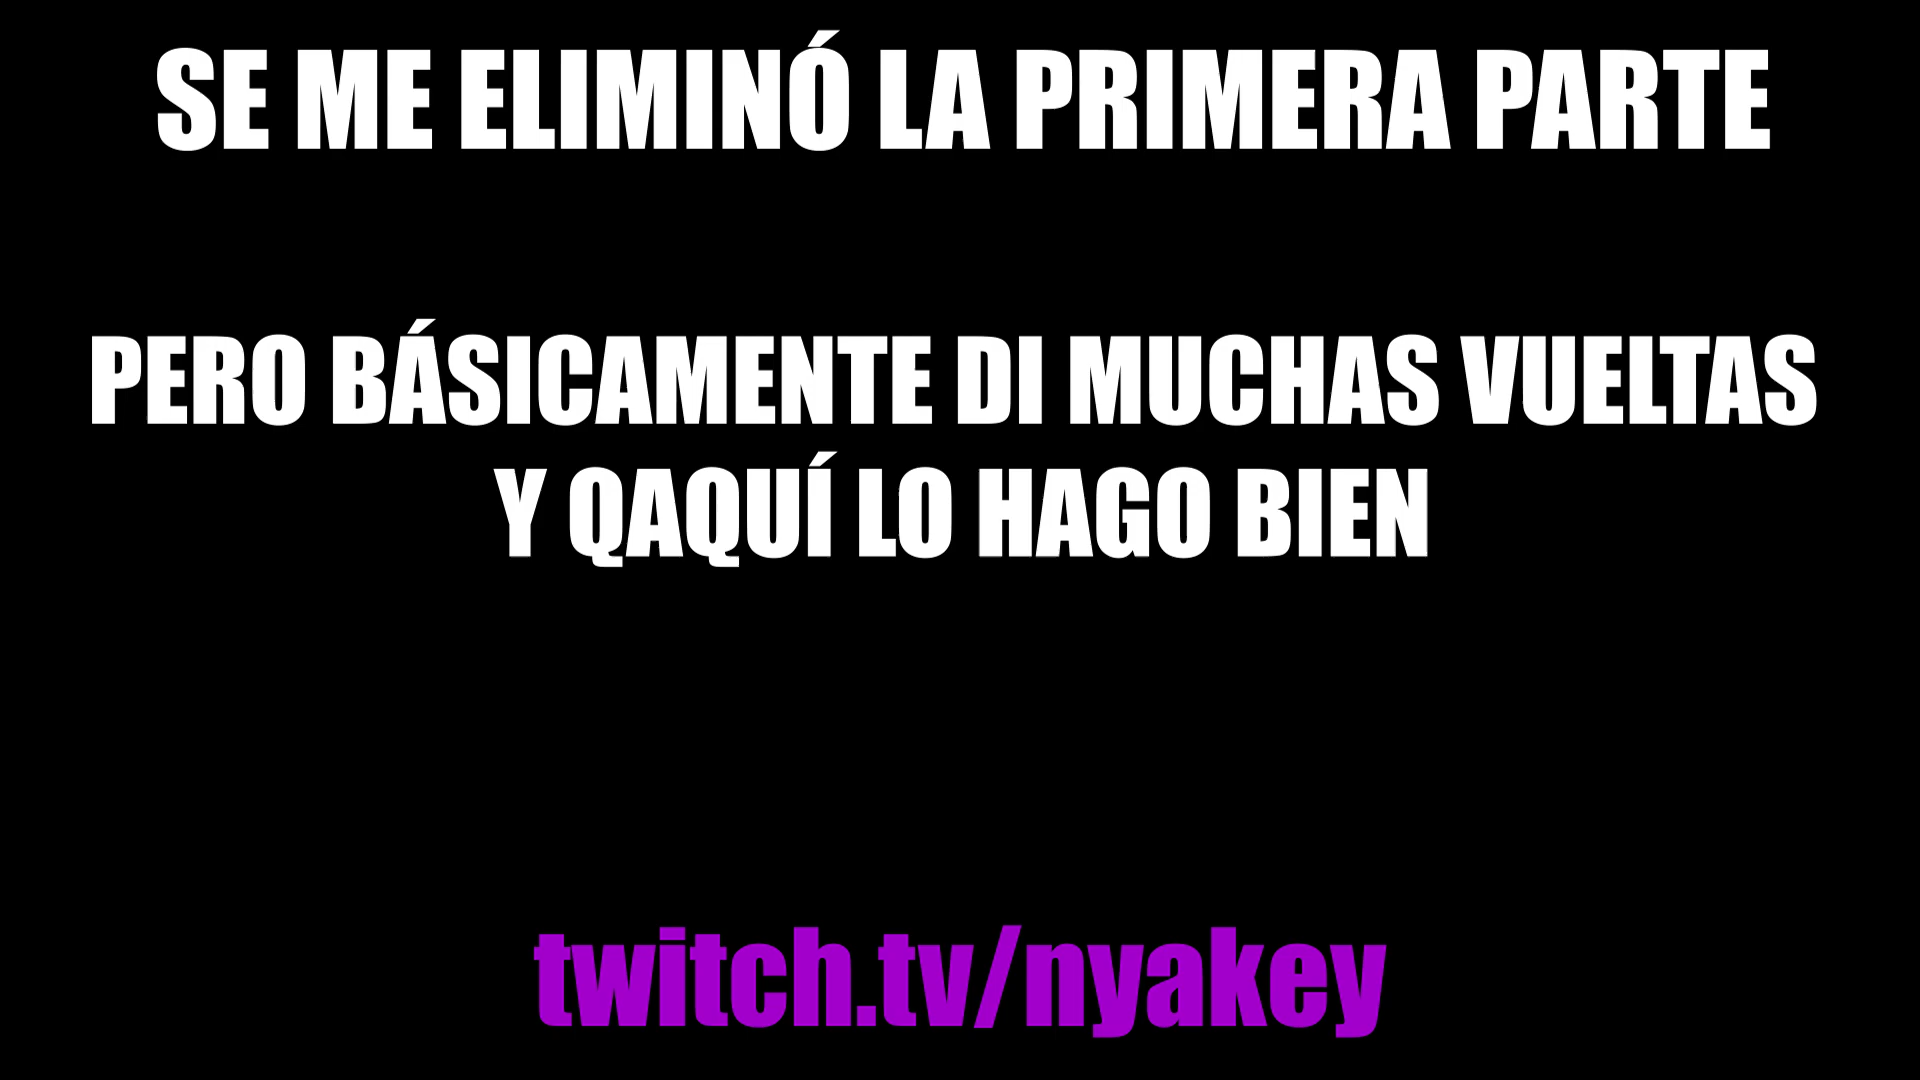 SE ME ELIMINÓ LA PRIMERA PARTE
PERO BÁSICAMENTE DI MUCHAS VUELTAS
Y QAQUÍ LO HAGO BIEN
twitch.tv/nyakey